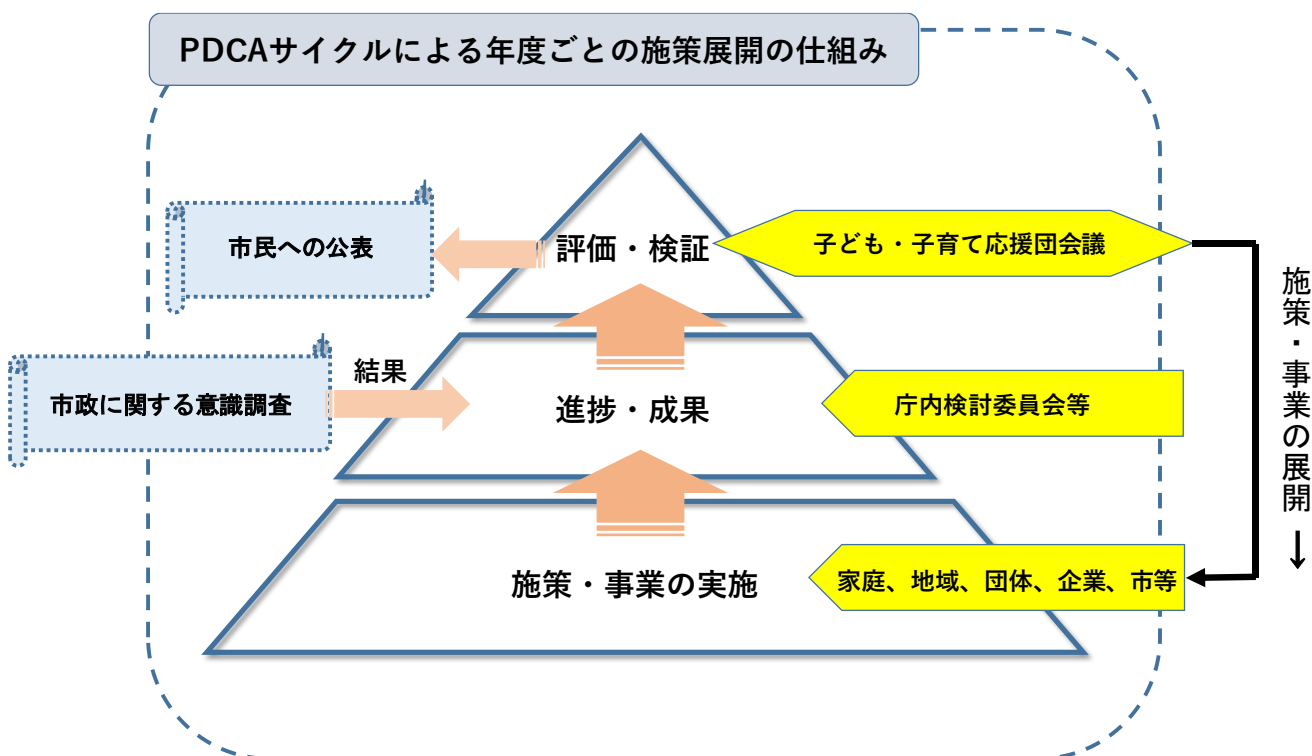 PDCAサイクルによる年度ごとの施策展開の仕組み
市民への公表
評価・検証
子ども・子育て応援団会議
市政に関する意識調査
結果
進捗・成果
庁内検討委員会等
施策・事業の実施
家庭、地域、団体、企業、市等
施策・事業の展開→